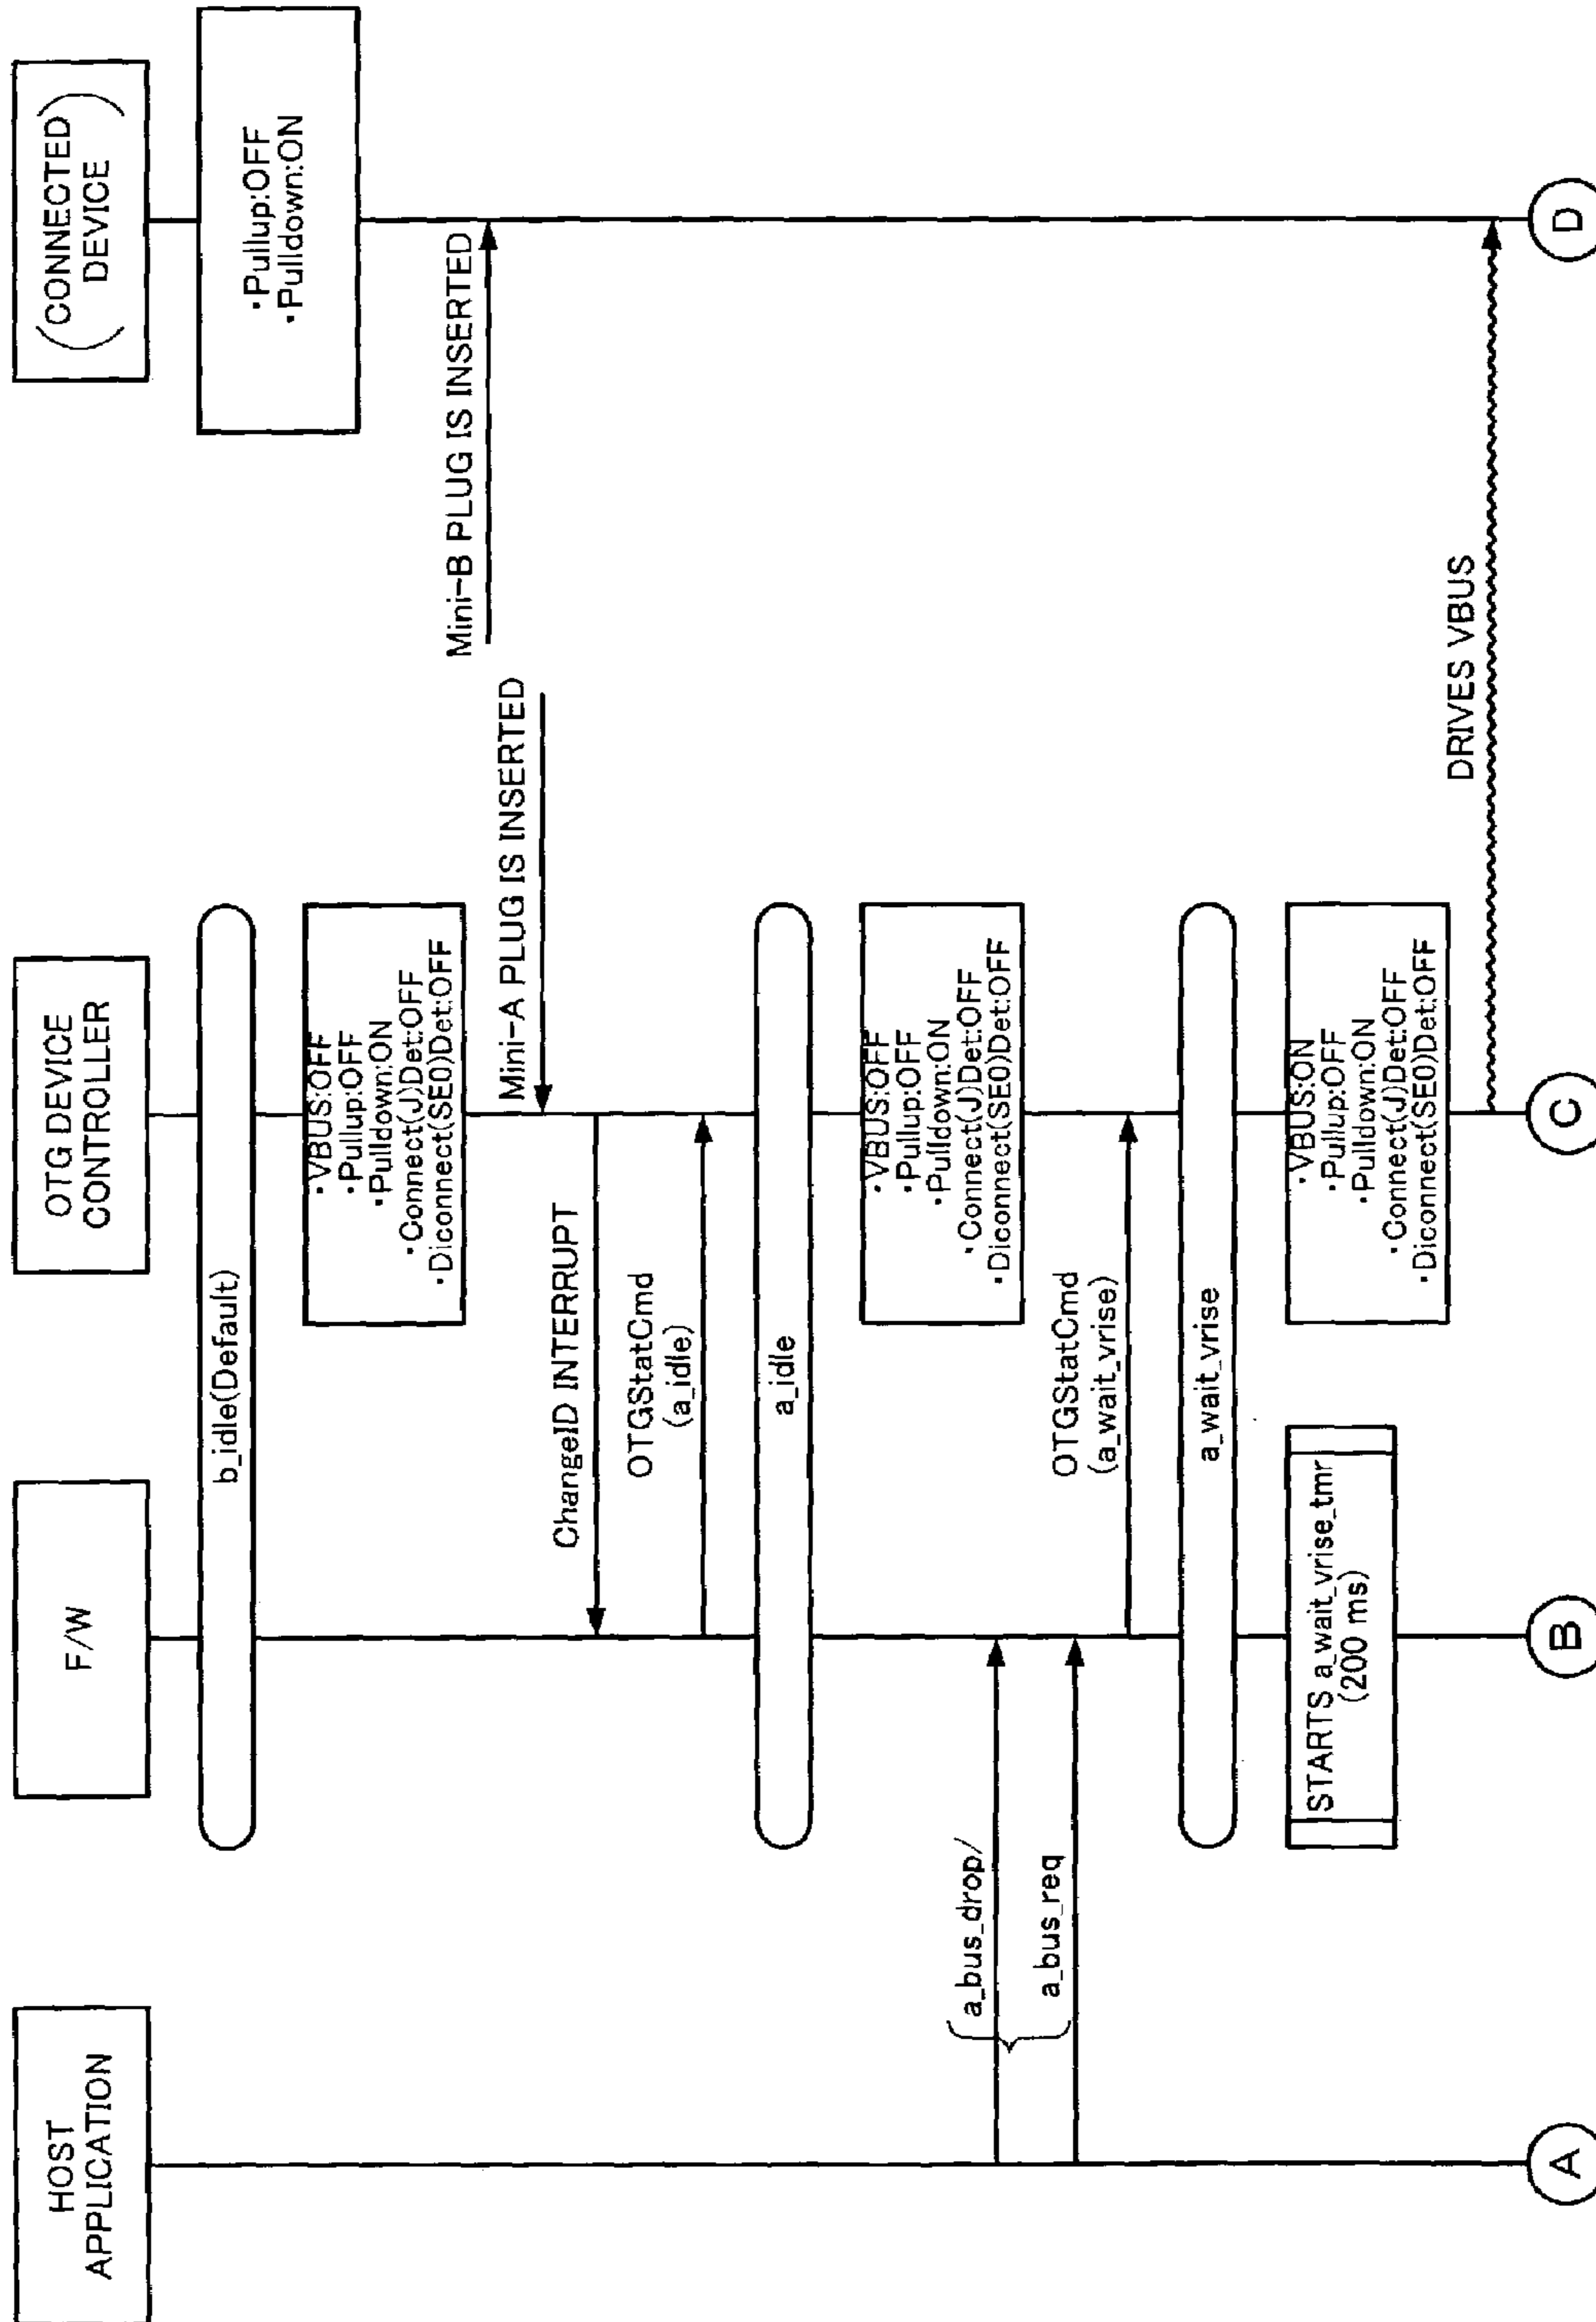 HOST
APPLICATION
F/W
OTG DEVICE
CONTROLLER
(CONNECTED
DEVICE)
b_idle(Default)
·Pullup:OFF
·Pulldown:ON
·VBUS:OFF
·Pullup:OFF
·Pulldown:ON
·Connect(J)Det:OFF
·Diconnect(SE0)Det:OFF
Mini-B PLUG IS INSERTED
Mini-A PLUG IS INSERTED
ChangeID INTERRUPT
OTGStatCmd
(a_idle)
a_idle
·VBUS:OFF
·Pullup:OFF
·Pulldown:ON
·Connect(J)Det:OFF
·Diconnect(SE0)Det:OFF
a_bus_drop/
a_bus_req
OTGStatCmd
(a_wait_vrise)
a_wait_vrise
STARTS a_wait_vrise_tmr
(200 ms)
·VBUS:ON
·Pullup:OFF
·Pulldown:ON
·Connect(J)Det:OFF
·Diconnect(SE0)Det:OFF
DRIVES VBUS
A
B
C
D